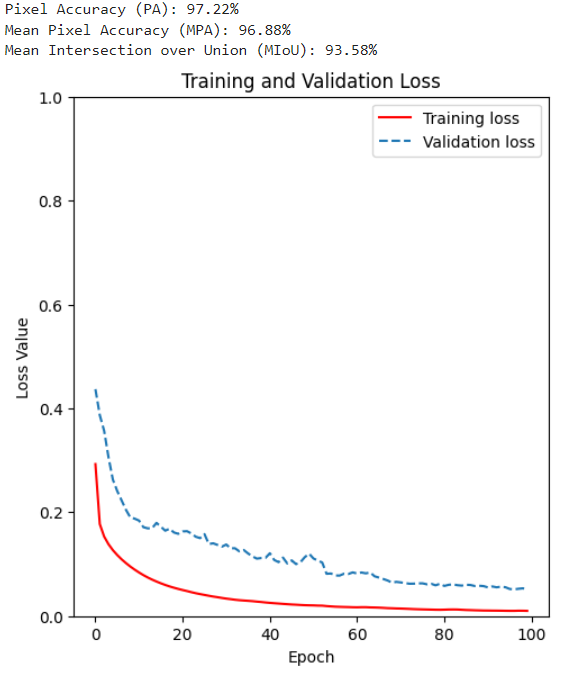 Pixel Accuracy (PA): 97.22%
Mean Pixel Accuracy (MPA): 96.88%
Mean Intersection over Union (MIoU): 93.58%
Training and Validation Loss
Training loss
Validation loss
1.0
0.8
0.6
0.4
0.2
0.0
Loss Value
0 20 40 60 80 100
Epoch